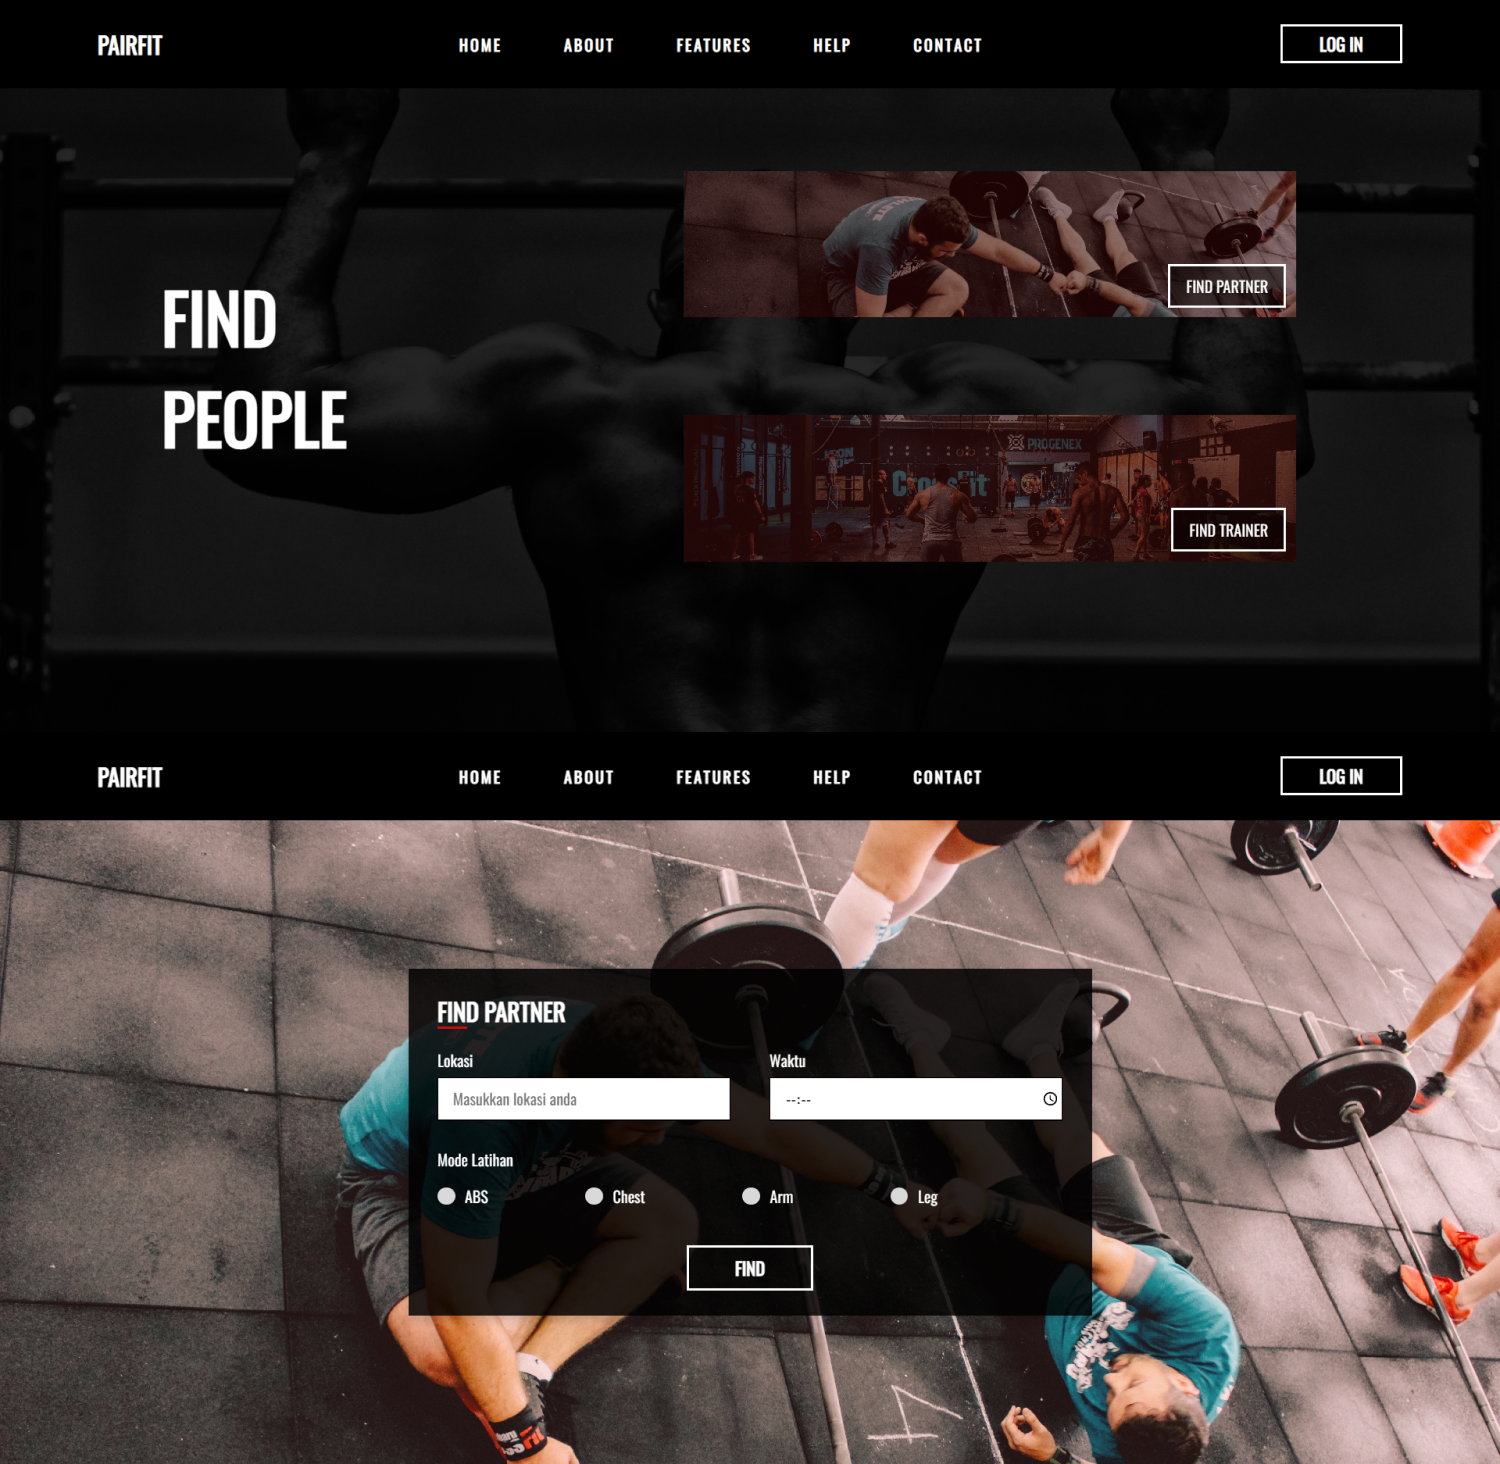 PAIRFIT
HOME ABOUT FEATURES HELP CONTACT
LOG IN
FIND
PEOPLE
FIND PARTNER
PROGENEX
CrossFit
FIND TRAINER
PAIRFIT
HOME ABOUT FEATURES HELP CONTACT
LOG IN
FIND PARTNER
Lokasi
Waktu
Masukkan lokasi anda
--:--
Mode Latihan
ABS Chest Arm Leg
FIND